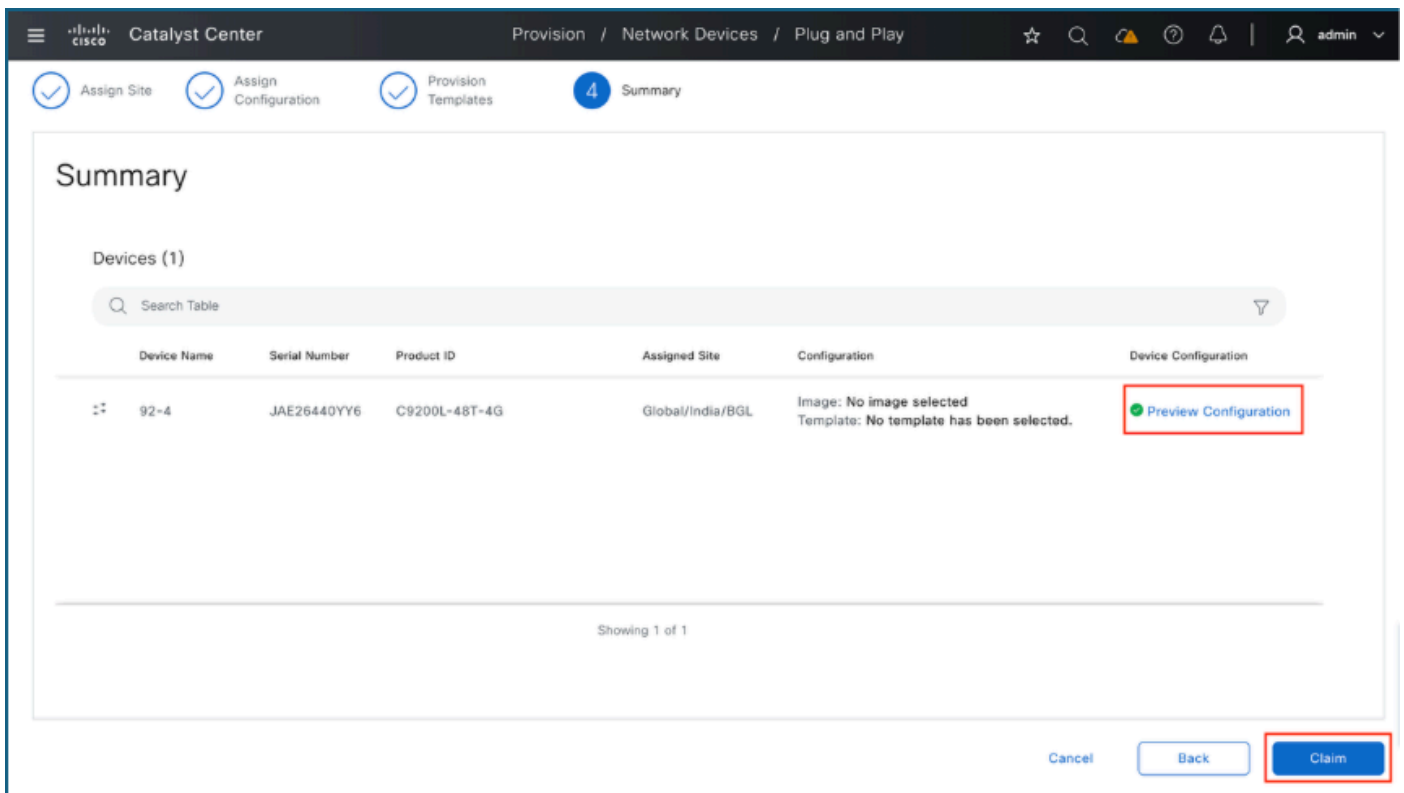 cisco Catalyst Center Provision / Network Devices / Plug and Play admin
Assign Site
Assign
Configuration
Provision
Templates
4 Summary
Summary
Devices (1)
Search Table
Device Name Serial Number Product ID Assigned Site Configuration Device Configuration
92-4 JAE26440YY6 C9200L-48T-4G Global/India/BGL
Image: No image selected
Template: No template has been selected.
Preview Configuration
Showing 1 of 1
Cancel Back Claim